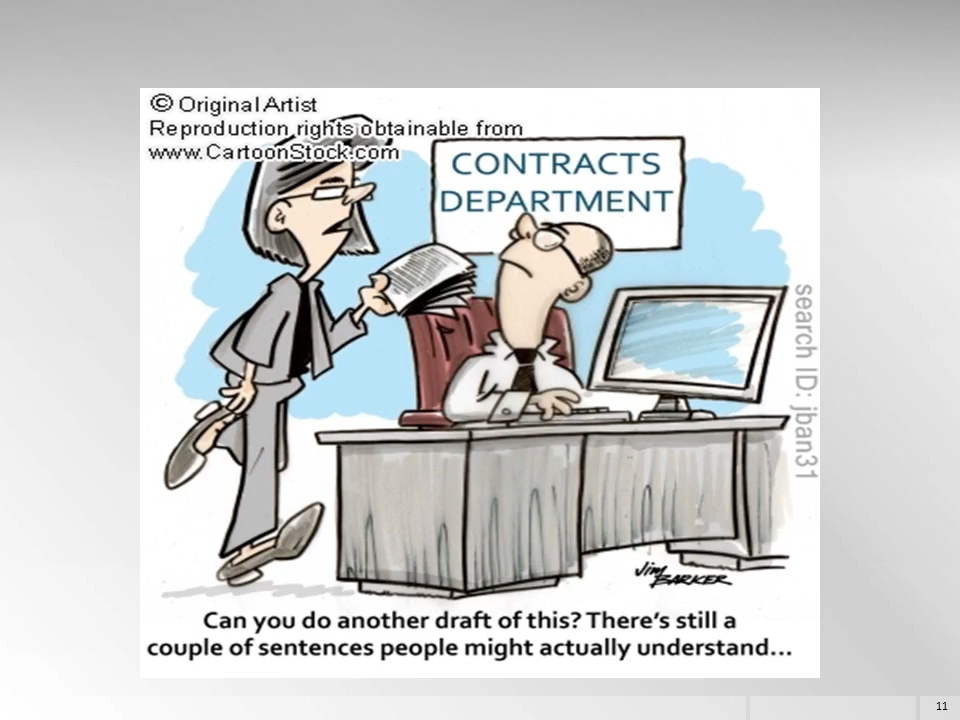 © Original Artist
Reproduction rights obtainable from
www.CartoonStock.com
CONTRACTS
DEPARTMENT
search ID: jban31
Jim
BARKER
Can you do another draft of this? There's still a
couple of sentences people might actually understand...
11